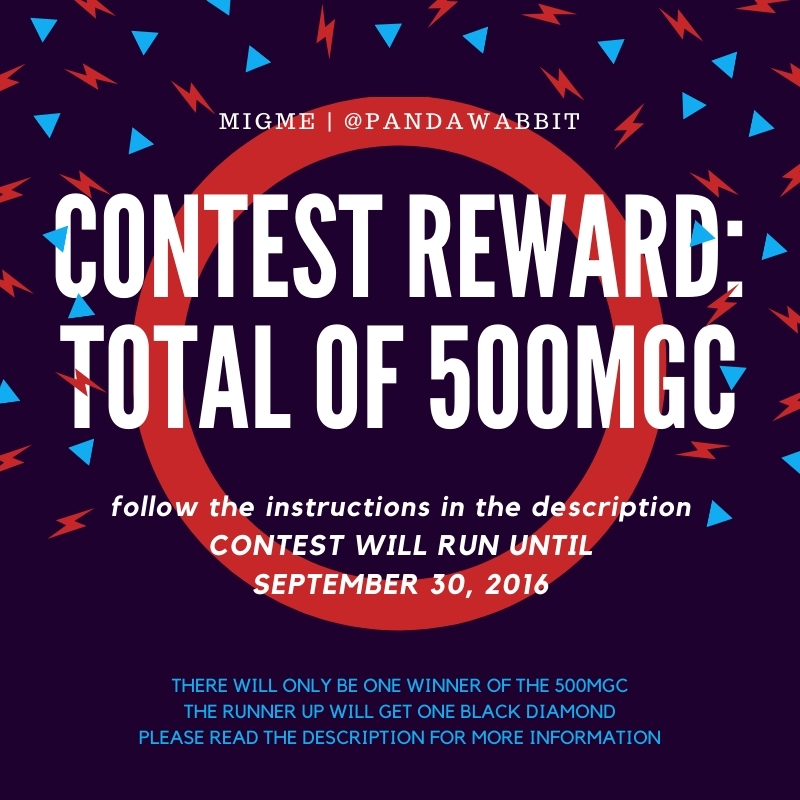 MIGME | @PANDAWABBIT
CONTEST REWARD:
TOTAL OF 500MGC
follow the instructions in the description
CONTEST WILL RUN UNTIL
SEPTEMBER 30, 2016
THERE WILL ONLY BE ONE WINNER OF THE 500MGC
THE RUNNER UP WILL GET ONE BLACK DIAMOND
PLEASE READ THE DESCRIPTION FOR MORE INFORMATION